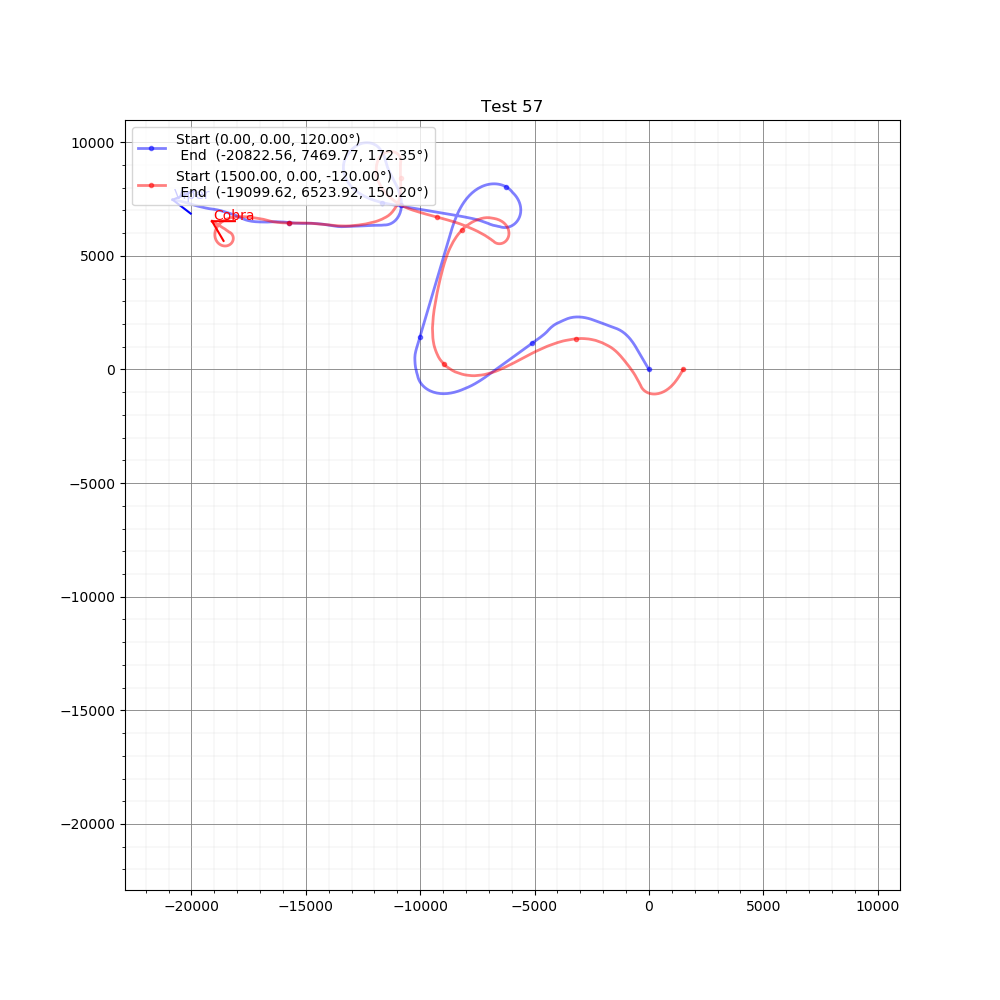 Test 57
Start (0.00, 0.00, 120.00°)
End (-20822.56, 7469.77, 172.35°)
Start (1500.00, 0.00, -120.00°)
End (-19099.62, 6523.92, 150.20°)
Cobra
10000
5000
0
−5000
−10000
−15000
−20000
−20000 −15000 −10000 −5000 0 5000 10000